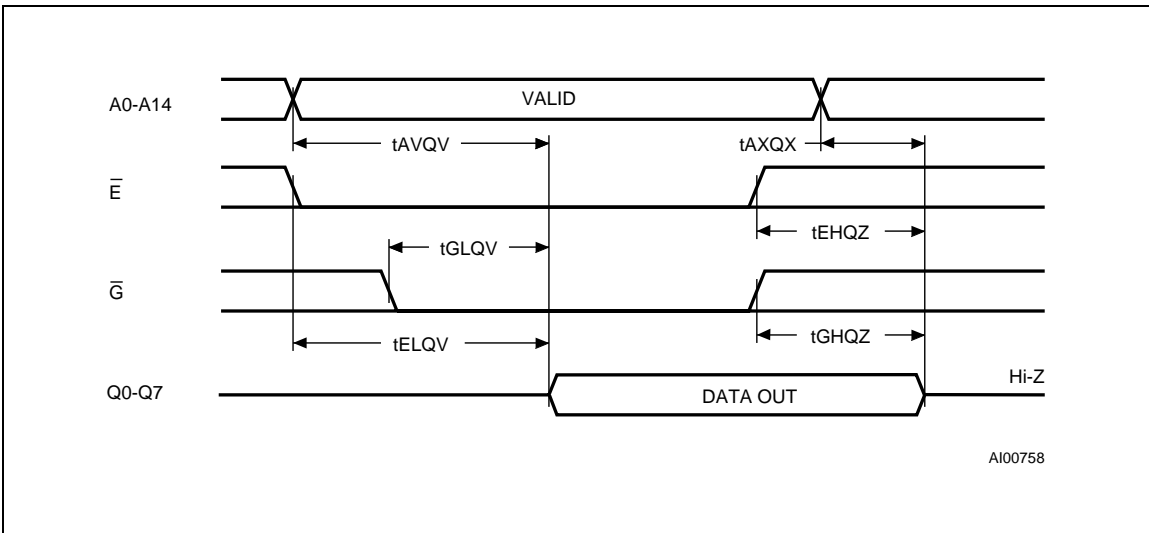 A0-A14
VALID
tAVQV
tAXQX
E̅
tEHQZ
tGLQV
G̅
tGHQZ
tELQV
Hi-Z
Q0-Q7
DATA OUT
AI00758